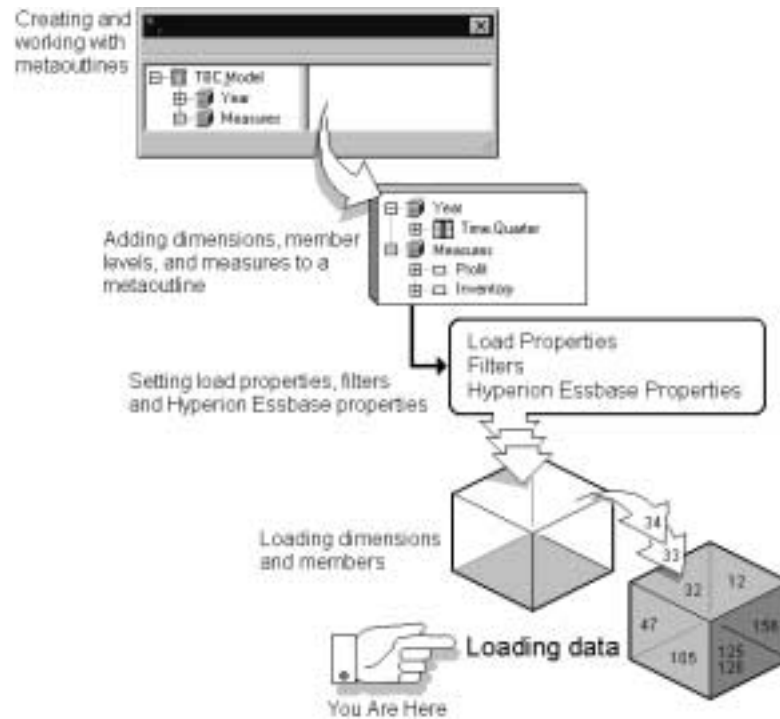 Creating and
working with
metaoutlines
TBC Model
Year
Measures
Year
Time.Quarter
Measures
Profit
Inventory
Adding dimensions, member
levels, and measures to a
metaoutline
Load Properties
Filters
Hyperion Essbase Properties
Setting load properties, filters
and Hyperion Essbase properties
34
33
Loading dimensions
and members
32
12
47
158
105
125
126
Loading data
You Are Here